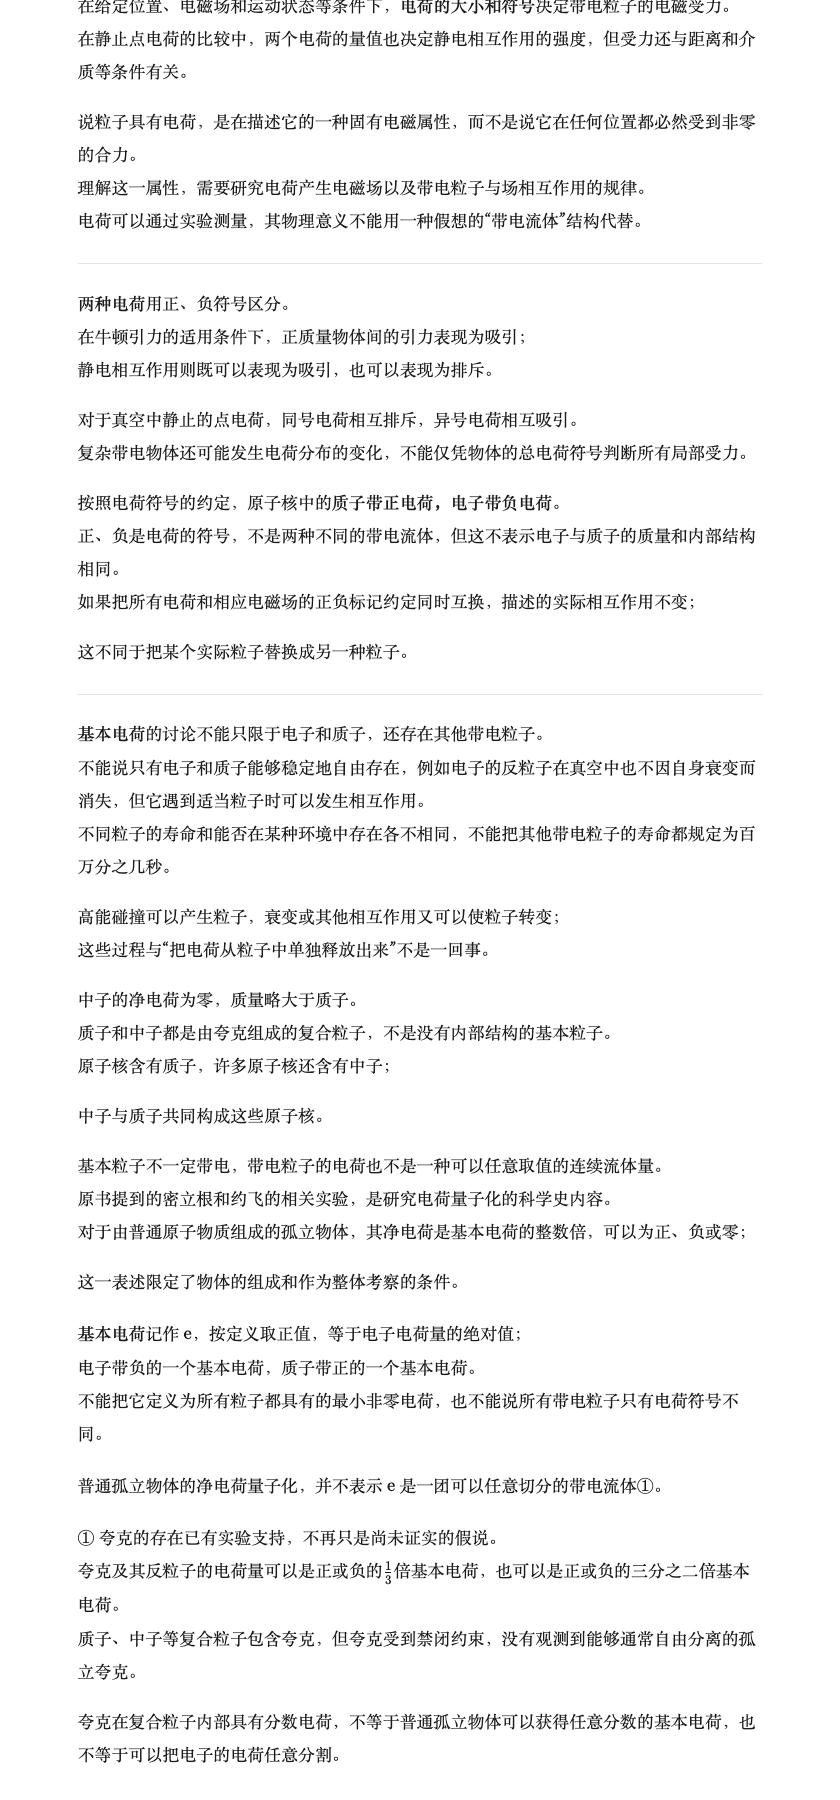 在给定位置、电磁场和运动状态等条件下，电荷的大小和符号决定带电粒子的电磁受力。
在静止点电荷的比较中，两个电荷的量值也决定静电相互作用的强度，但受力还与距离和介
质等条件有关。
说粒子具有电荷，是在描述它的一种固有电磁属性，而不是说它在任何位置都必然受到非零
的合力。
理解这一属性，需要研究电荷产生电磁场以及带电粒子与场相互作用的规律。
电荷可以通过实验测量，其物理意义不能用一种假想的“带电流体”结构代替。
两种电荷用正、负符号区分。
在牛顿引力的适用条件下，正质量物体间的引力表现为吸引；
静电相互作用则既可以表现为吸引，也可以表现为排斥。
对于真空中静止的点电荷，同号电荷相互排斥，异号电荷相互吸引。
复杂带电物体还可能发生电荷分布的变化，不能仅凭物体的总电荷符号判断所有局部受力。
按照电荷符号的约定，原子核中的质子带正电荷，电子带负电荷。
正、负是电荷的符号，不是两种不同的带电流体，但这不表示电子与质子的质量和内部结构
相同。
如果把所有电荷和相应电磁场的正负标记约定同时互换，描述的实际相互作用不变；
这不同于把某个实际粒子替换成另一种粒子。
基本电荷的讨论不能只限于电子和质子，还存在其他带电粒子。
不能说只有电子和质子能够稳定地自由存在，例如电子的反粒子在真空中也不因自身衰变而
消失，但它遇到适当粒子时可以发生相互作用。
不同粒子的寿命和能否在某种环境中存在各不相同，不能把其他带电粒子的寿命都规定为百
万分之几秒。
高能碰撞可以产生粒子，衰变或其他相互作用又可以使粒子转变；
这些过程与“把电荷从粒子中单独释放出来”不是一回事。
中子的净电荷为零，质量略大于质子。
质子和中子都是由夸克组成的复合粒子，不是没有内部结构的基本粒子。
原子核含有质子，许多原子核还含有中子；
中子与质子共同构成这些原子核。
基本粒子不一定带电，带电粒子的电荷也不是一种可以任意取值的连续流体量。
原书提到的密立根和约飞的相关实验，是研究电荷量子化的科学史内容。
对于由普通原子物质组成的孤立物体，其净电荷是基本电荷的整数倍，可以为正、负或零；
这一表述限定了物体的组成和作为整体考察的条件。
基本电荷记作 e，按定义取正值，等于电子电荷量的绝对值；
电子带负的一个基本电荷，质子带正的一个基本电荷。
不能把它定义为所有粒子都具有的最小非零电荷，也不能说所有带电粒子只有电荷符号不
同。
普通孤立物体的净电荷量子化，并不表示 e 是一团可以任意切分的带电流体①。
① 夸克的存在已有实验支持，不再只是尚未证实的假说。
夸克及其反粒子的电荷量可以是正或负的1/3倍基本电荷，也可以是正或负的三分之二倍基本
电荷。
质子、中子等复合粒子包含夸克，但夸克受到禁闭约束，没有观测到能够通常自由分离的孤
立夸克。
夸克在复合粒子内部具有分数电荷，不等于普通孤立物体可以获得任意分数的基本电荷，也
不等于可以把电子的电荷任意分割。